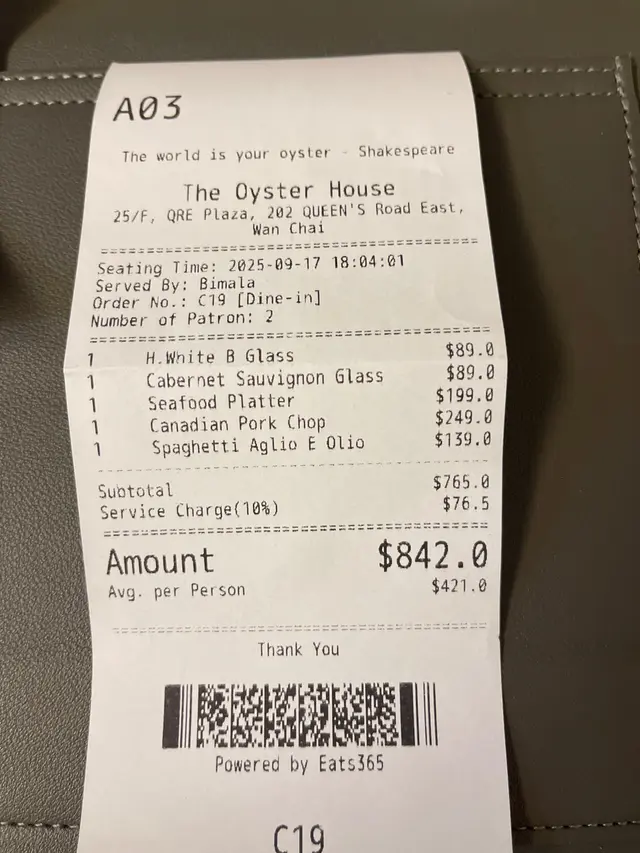 A03
The world is your oyster - Shakespeare
The Oyster House
25/F, QRE Plaza, 202 QUEEN'S Road East,
Wan Chai
Seating Time: 2025-09-17 18:04:01
Served By: Bimala
Order No.: C19 [Dine-in]
Number of Patron: 2
1 H.White B Glass $89.0
1 Cabernet Sauvignon Glass $89.0
1 Seafood Platter $199.0
1 Canadian Pork Chop $249.0
1 Spaghetti Aglio E Olio $139.0
Subtotal $765.0
Service Charge(10%) $76.5
Amount $842.0
Avg. per Person $421.0
Thank You
Powered by Eats365
C19